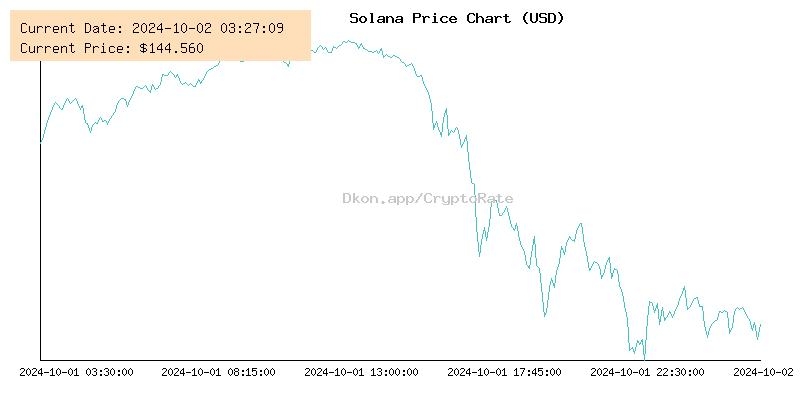 Solana Price Chart (USD)
Current Date: 2024-10-02 03:27:09
Current Price: $144.560
Dkon.app/CryptoRate
2024-10-01 03:30:00 2024-10-01 08:15:00 2024-10-01 13:00:00 2024-10-01 17:45:00 2024-10-01 22:30:00 2024-10-02